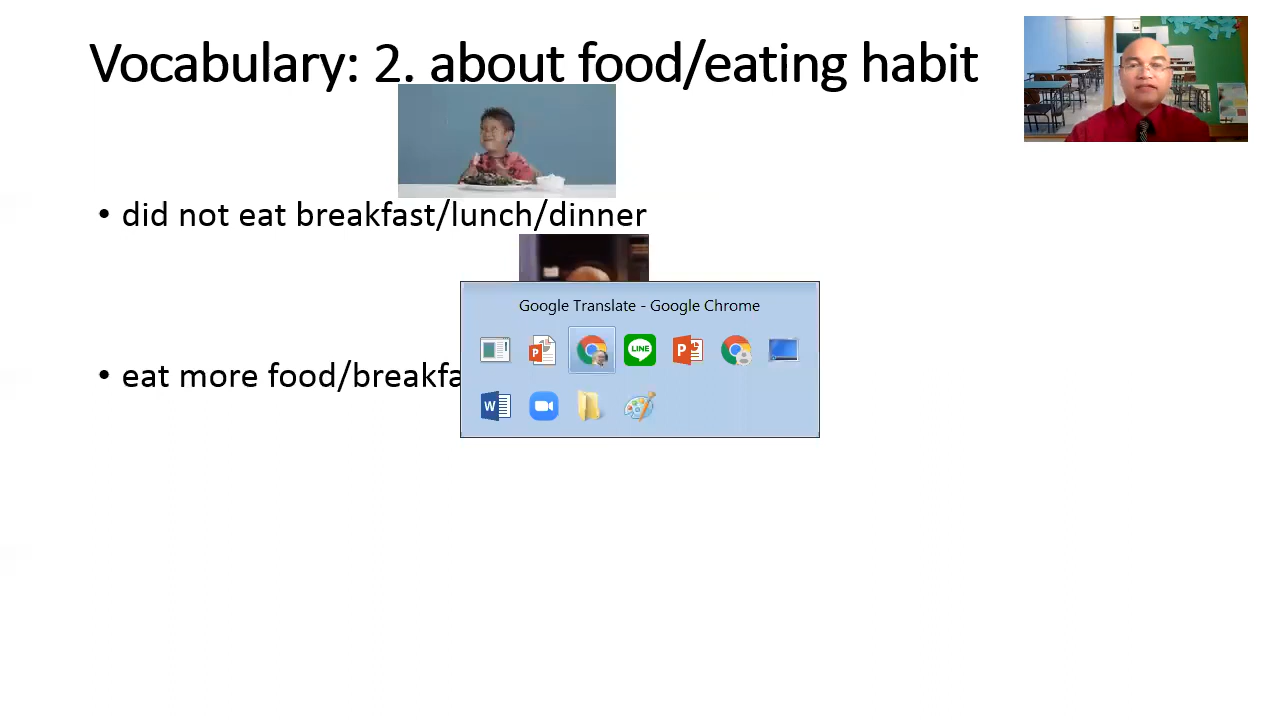 Vocabulary: 2. about food/eating habit
• did not eat breakfast/lunch/dinner
Google Translate - Google Chrome
LINE
• eat more food/breakfa